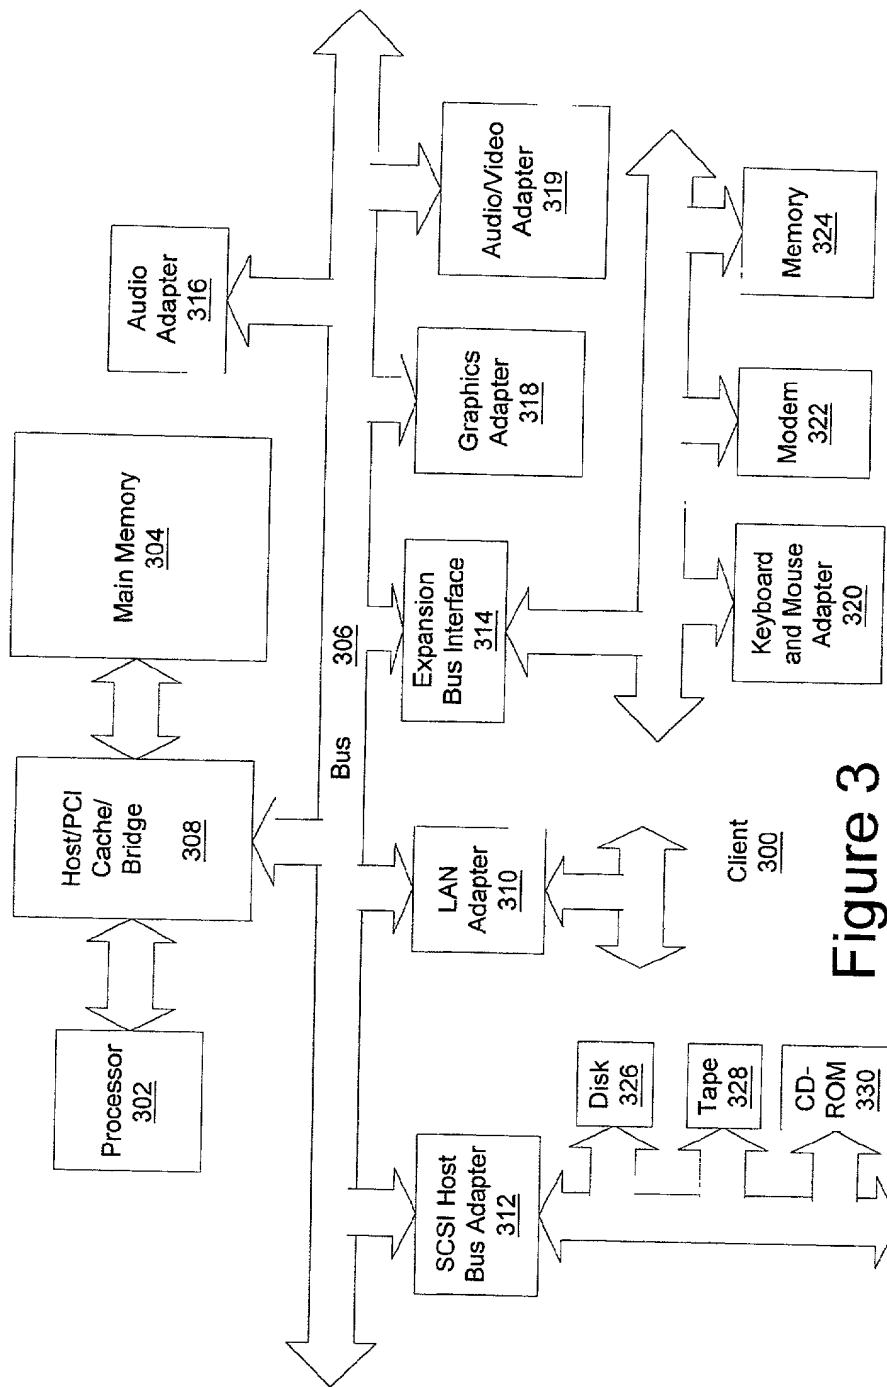 Processor
302
Host/PCI
Cache/
Bridge
308
Main Memory
304
Audio
Adapter
316
Bus
306
SCSI Host
Bus Adapter
312
LAN
Adapter
310
Expansion
Bus Interface
314
Graphics
Adapter
318
Audio/Video
Adapter
319
Disk
326
Tape
328
CD-
ROM
330
Client
300
Keyboard
and Mouse
Adapter
320
Modem
322
Memory
324
Figure 3